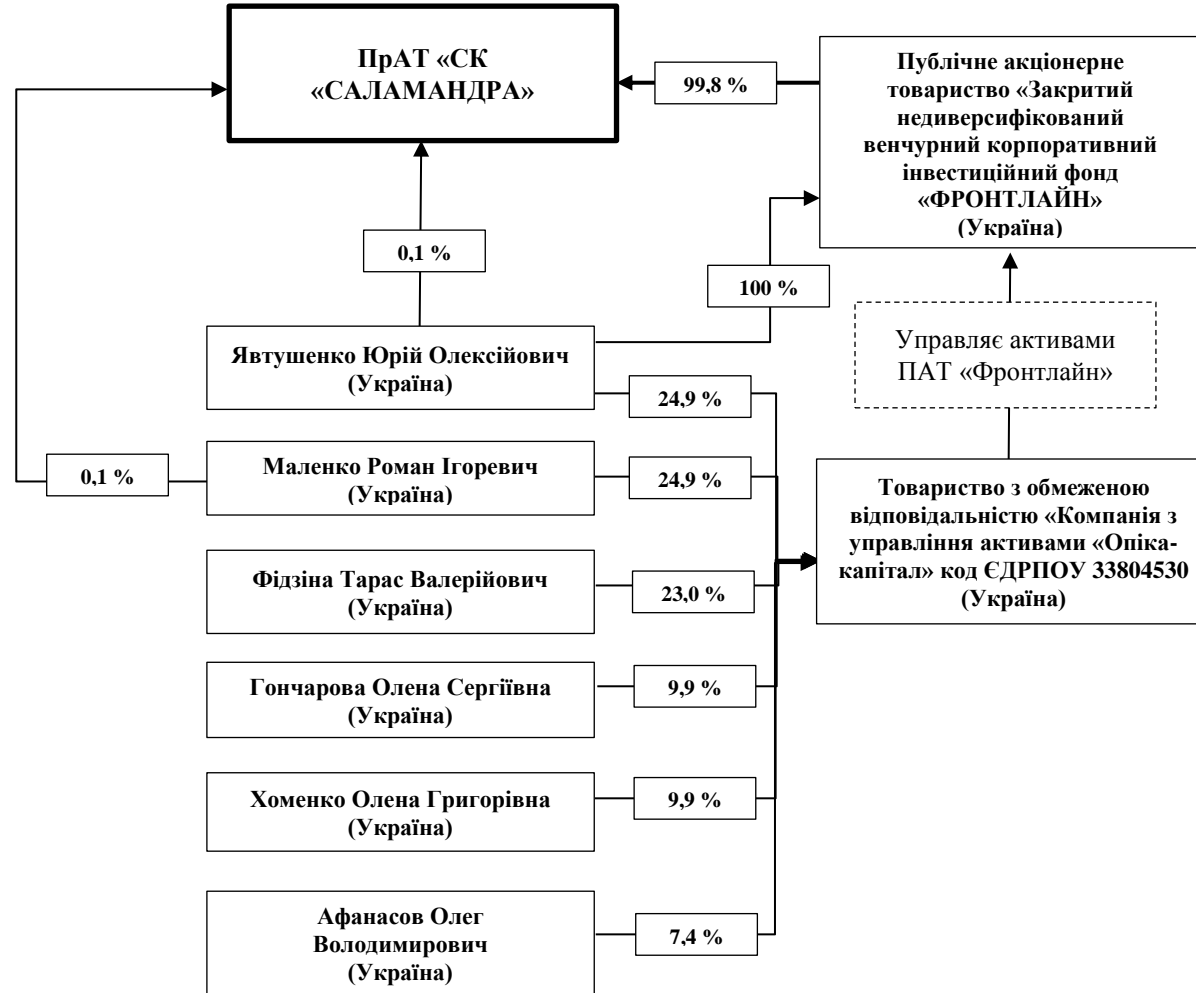 ПрАТ «СК
«САЛАМАНДРА»
99,8 %
Публічне акціонерне
товариство «Закритий
недиверсифікований
венчурний корпоративний
інвестиційний фонд
«ФРОНТЛАЙН»
(Україна)
0,1 %
100 %
Явтушенко Юрій Олексійович
(Україна)
24,9 %
Управляє активами
ПАТ «Фронтлайн»
0,1 %
Маленко Роман Ігоревич
(Україна)
24,9 %
Товариство з обмеженою
відповідальністю «Компанія з
управління активами «Опіка-
капітал» код ЄДРПОУ 33804530
(Україна)
Фідзіна Тарас Валерійович
(Україна)
23,0 %
Гончарова Олена Сергіївна
(Україна)
9,9 %
Хоменко Олена Григорівна
(Україна)
9,9 %
Афанасов Олег
Володимирович
(Україна)
7,4 %